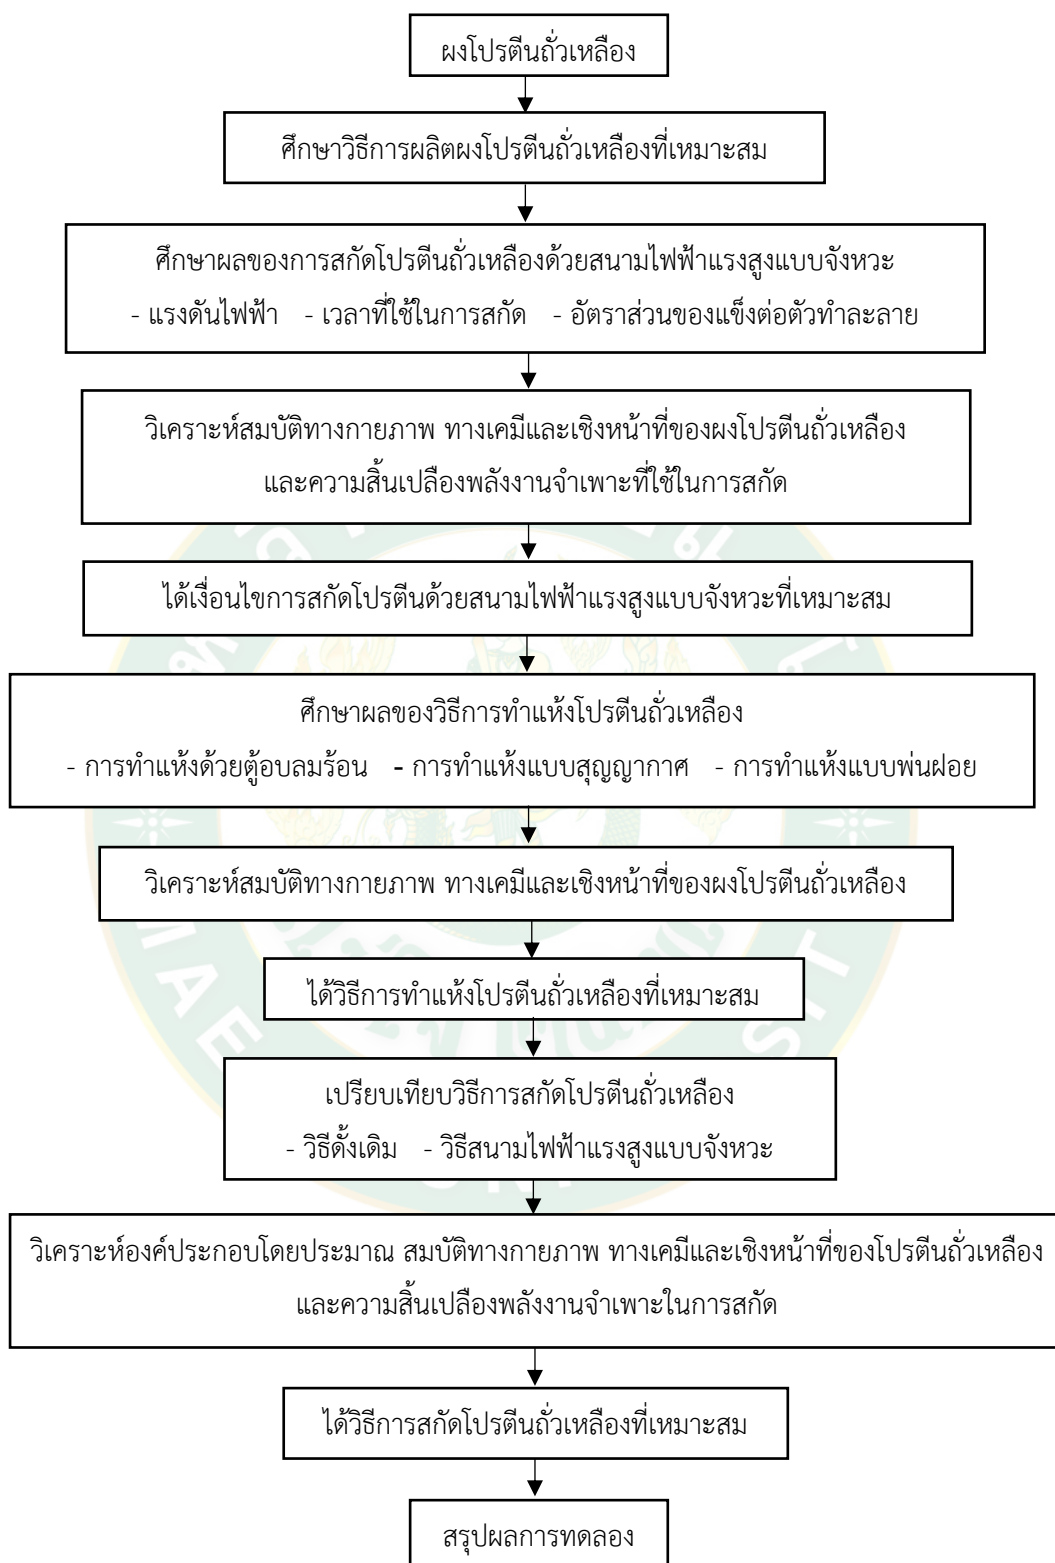 ผงโปรตีนถั่วเหลือง
ศึกษาวิธีการผลิตผงโปรตีนถั่วเหลืองที่เหมาะสม
ศึกษาผลของการสกัดโปรตีนถั่วเหลืองด้วยสนามไฟฟ้าแรงสูงแบบจังหวะ
- แรงดันไฟฟ้า - เวลาที่ใช้ในการสกัด - อัตราส่วนของแข็งต่อตัวทำละลาย
วิเคราะห์สมบัติทางกายภาพ ทางเคมีและเชิงหน้าที่ของผงโปรตีนถั่วเหลือง
และความสิ้นเปลืองพลังงานจำเพาะที่ใช้ในการสกัด
ได้เงื่อนไขการสกัดโปรตีนด้วยสนามไฟฟ้าแรงสูงแบบจังหวะที่เหมาะสม
ศึกษาผลของวิธีการทำแห้งโปรตีนถั่วเหลือง
- การทำแห้งด้วยตู้อบลมร้อน - การทำแห้งแบบสุญญากาศ - การทำแห้งแบบพ่นฝอย
วิเคราะห์สมบัติทางกายภาพ ทางเคมีและเชิงหน้าที่ของผงโปรตีนถั่วเหลือง
ได้วิธีการทำแห้งโปรตีนถั่วเหลืองที่เหมาะสม
เปรียบเทียบวิธีการสกัดโปรตีนถั่วเหลือง
- วิธีดั้งเดิม - วิธีสนามไฟฟ้าแรงสูงแบบจังหวะ
วิเคราะห์องค์ประกอบโดยประมาณ สมบัติทางกายภาพ ทางเคมีและเชิงหน้าที่ของโปรตีนถั่วเหลือง
และความสิ้นเปลืองพลังงานจำเพาะในการสกัด
ได้วิธีการสกัดโปรตีนถั่วเหลืองที่เหมาะสม
สรุปผลการทดลอง